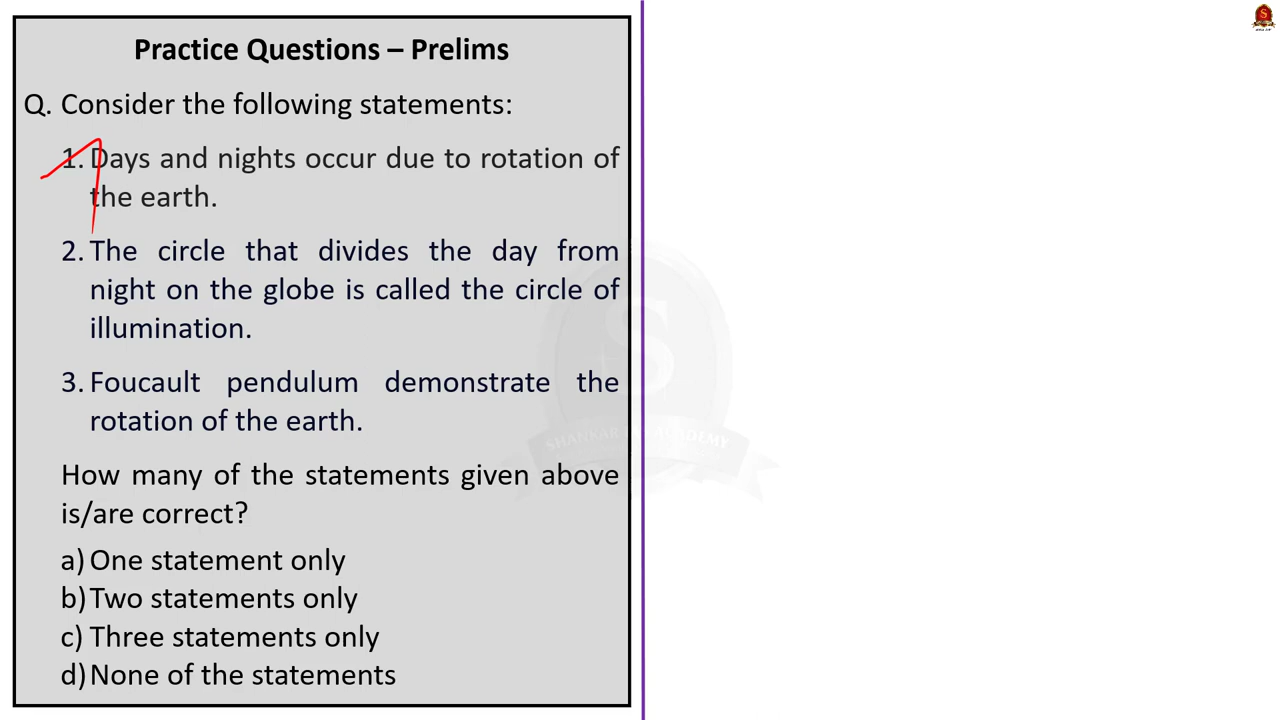 Practice Questions – Prelims
Q. Consider the following statements:
1. Days and nights occur due to rotation of
the earth.
2. The circle that divides the day from
night on the globe is called the circle of
illumination.
3. Foucault pendulum demonstrate the
rotation of the earth.
How many of the statements given above
is/are correct?
a) One statement only
b) Two statements only
c) Three statements only
d) None of the statements
S
SHANKAR IAS ACADEMY